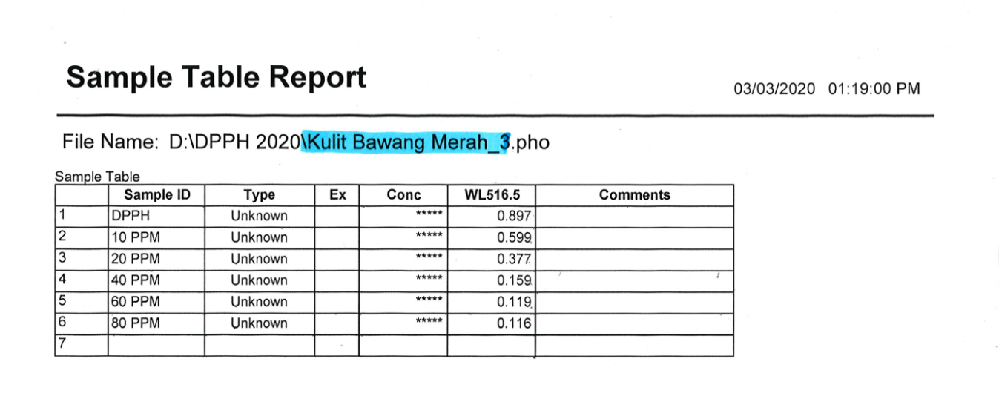 Sample Table Report
03/03/2020 01:19:00 PM
File Name: D:\DPPH 2020\Kulit Bawang Merah_3.pho
Sample Table
Sample ID Type Ex Conc WL516.5 Comments
1 DPPH Unknown ***** 0.897
2 10 PPM Unknown ***** 0.599
3 20 PPM Unknown ***** 0.377
4 40 PPM Unknown ***** 0.159
5 60 PPM Unknown ***** 0.119
6 80 PPM Unknown ***** 0.116
7